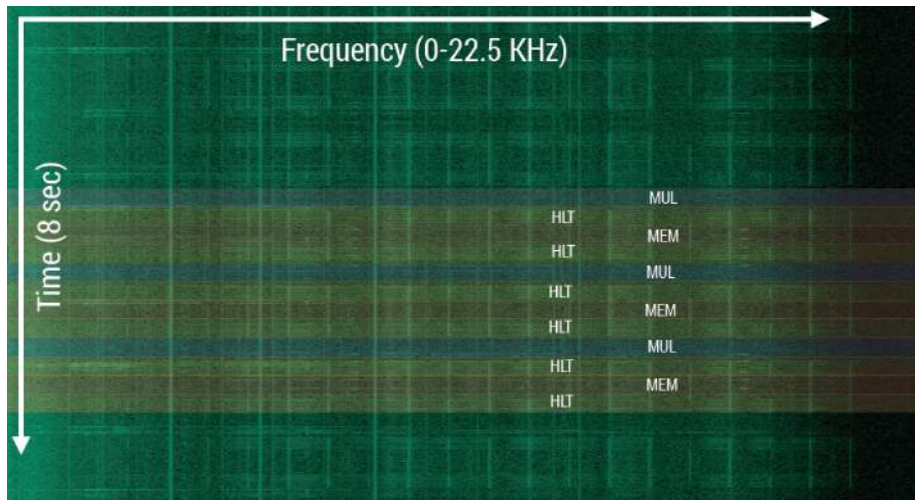 Frequency (0-22.5 KHz)
Time (8 sec)
MUL
HLT
MEM
HLT
MUL
HLT
MEM
HLT
MUL
HLT
MEM
HLT